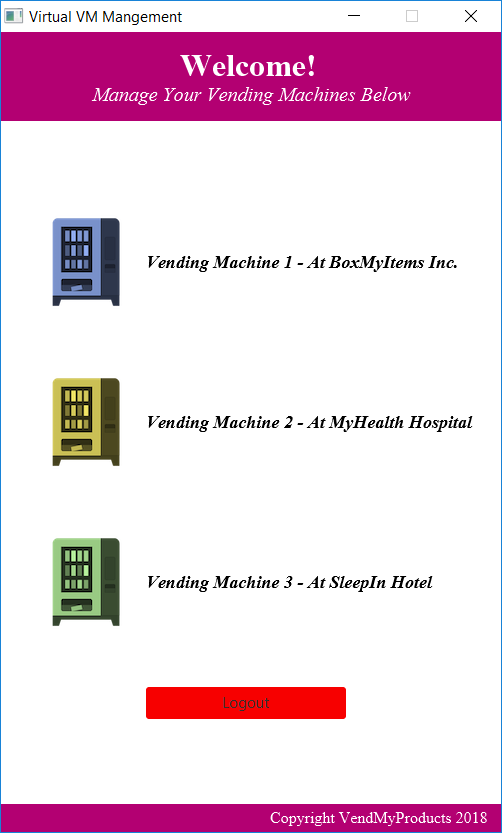 Virtual VM Mangement
Welcome!
Manage Your Vending Machines Below
Vending Machine 1 - At BoxMyItems Inc.
Vending Machine 2 - At MyHealth Hospital
Vending Machine 3 - At SleepIn Hotel
Logout
Copyright VendMyProducts 2018